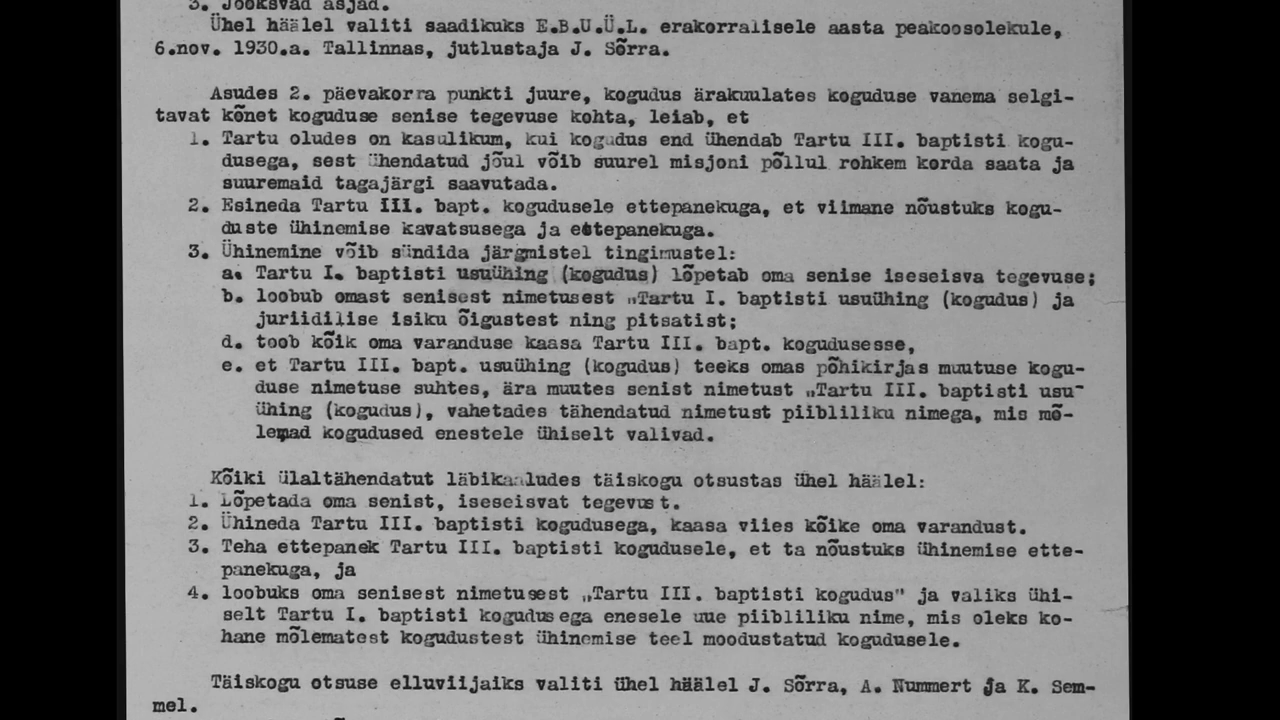 3. Jooksvad asjad.
Ühel häälel valiti saadikuks E.B.U.Ü.L. erakorralisele aasta peakoosolekule,
6.nov. 1930.a. Tallinnas, jutlustaja J. Sõrra.
Asudes 2. päevakorra punkti juure, kogudus ärakuulates koguduse vanema selgi-
tavat kõnet koguduse senise tegevuse kohta, leiab, et
1. Tartu oludes on kasulikum, kui kogudus end ühendab Tartu III. baptisti kogu-
dusega, sest ühendatud jõul võib suurel misjoni põllul rohkem korda saata ja
suuremaid tagajärgi saavutada.
2. Esineda Tartu III. bapt. kogudusele ettepanekuga, et viimane nõustuks kogu-
duste ühinemise kavatsusega ja ettepanekuga.
3. Ühinemine võib sündida järgmistel tingimustel:
a. Tartu I. baptisti usuühing (kogudus) lõpetab oma senise iseseisva tegevuse;
b. loobub omast senisest nimetusest „Tartu I. baptisti usuühing (kogudus) ja
juriidilise isiku õigustest ning pitsatist;
d. toob kõik oma varanduse kaasa Tartu III. bapt. kogudusesse,
e. et Tartu III. bapt. usuühing (kogudus) teeks omas põhikirjas muutuse kogu-
duse nimetuse suhtes, ära muutes senist nimetust „Tartu III. baptisti usu-
ühing (kogudus), vahetades tähendatud nimetust piibliliku nimega, mis mõ-
lemad kogudused enestele ühiselt valivad.
Kõiki ülaltähendatut läbikaaludes täiskogu otsustas ühel häälel:
1. Lõpetada oma senist, iseseisvat tegevust.
2. Ühineda Tartu III. baptisti kogudusega, kaasa viies kõike oma varandust.
3. Teha ettepanek Tartu III. baptisti kogudusele, et ta nõustuks ühinemise ette-
panekuga, ja
4. loobuks oma senisest nimetusest „Tartu III. baptisti kogudus" ja valiks ühi-
selt Tartu I. baptisti kogudusega enesele uue piibliliku nime, mis oleks ko-
hane mõlematest kogudustest ühinemise teel moodustatud kogudusele.
Täiskogu otsuse elluviijaiks valiti ühel häälel J. Sõrra, A. Nummert ja K. Sem-
mel.